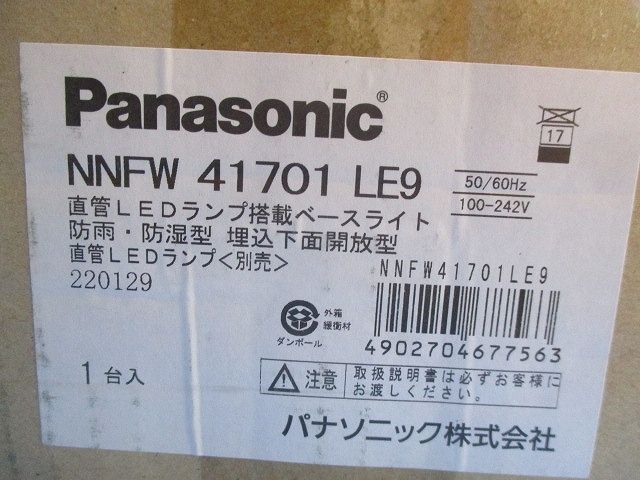 Panasonic®
NNFW 41701 LE9
50/60Hz
100-242V
17
直管LEDランプ搭載ベースライト
防雨・防湿型 埋込下面開放型
直管LEDランプ<別売>
220129
NNFW41701LE9
4902704677563
外箱
緩衝材
ダンボール
1台入
注意
取扱説明書は必ずお客様に
お渡しください。
パナソニック株式会社